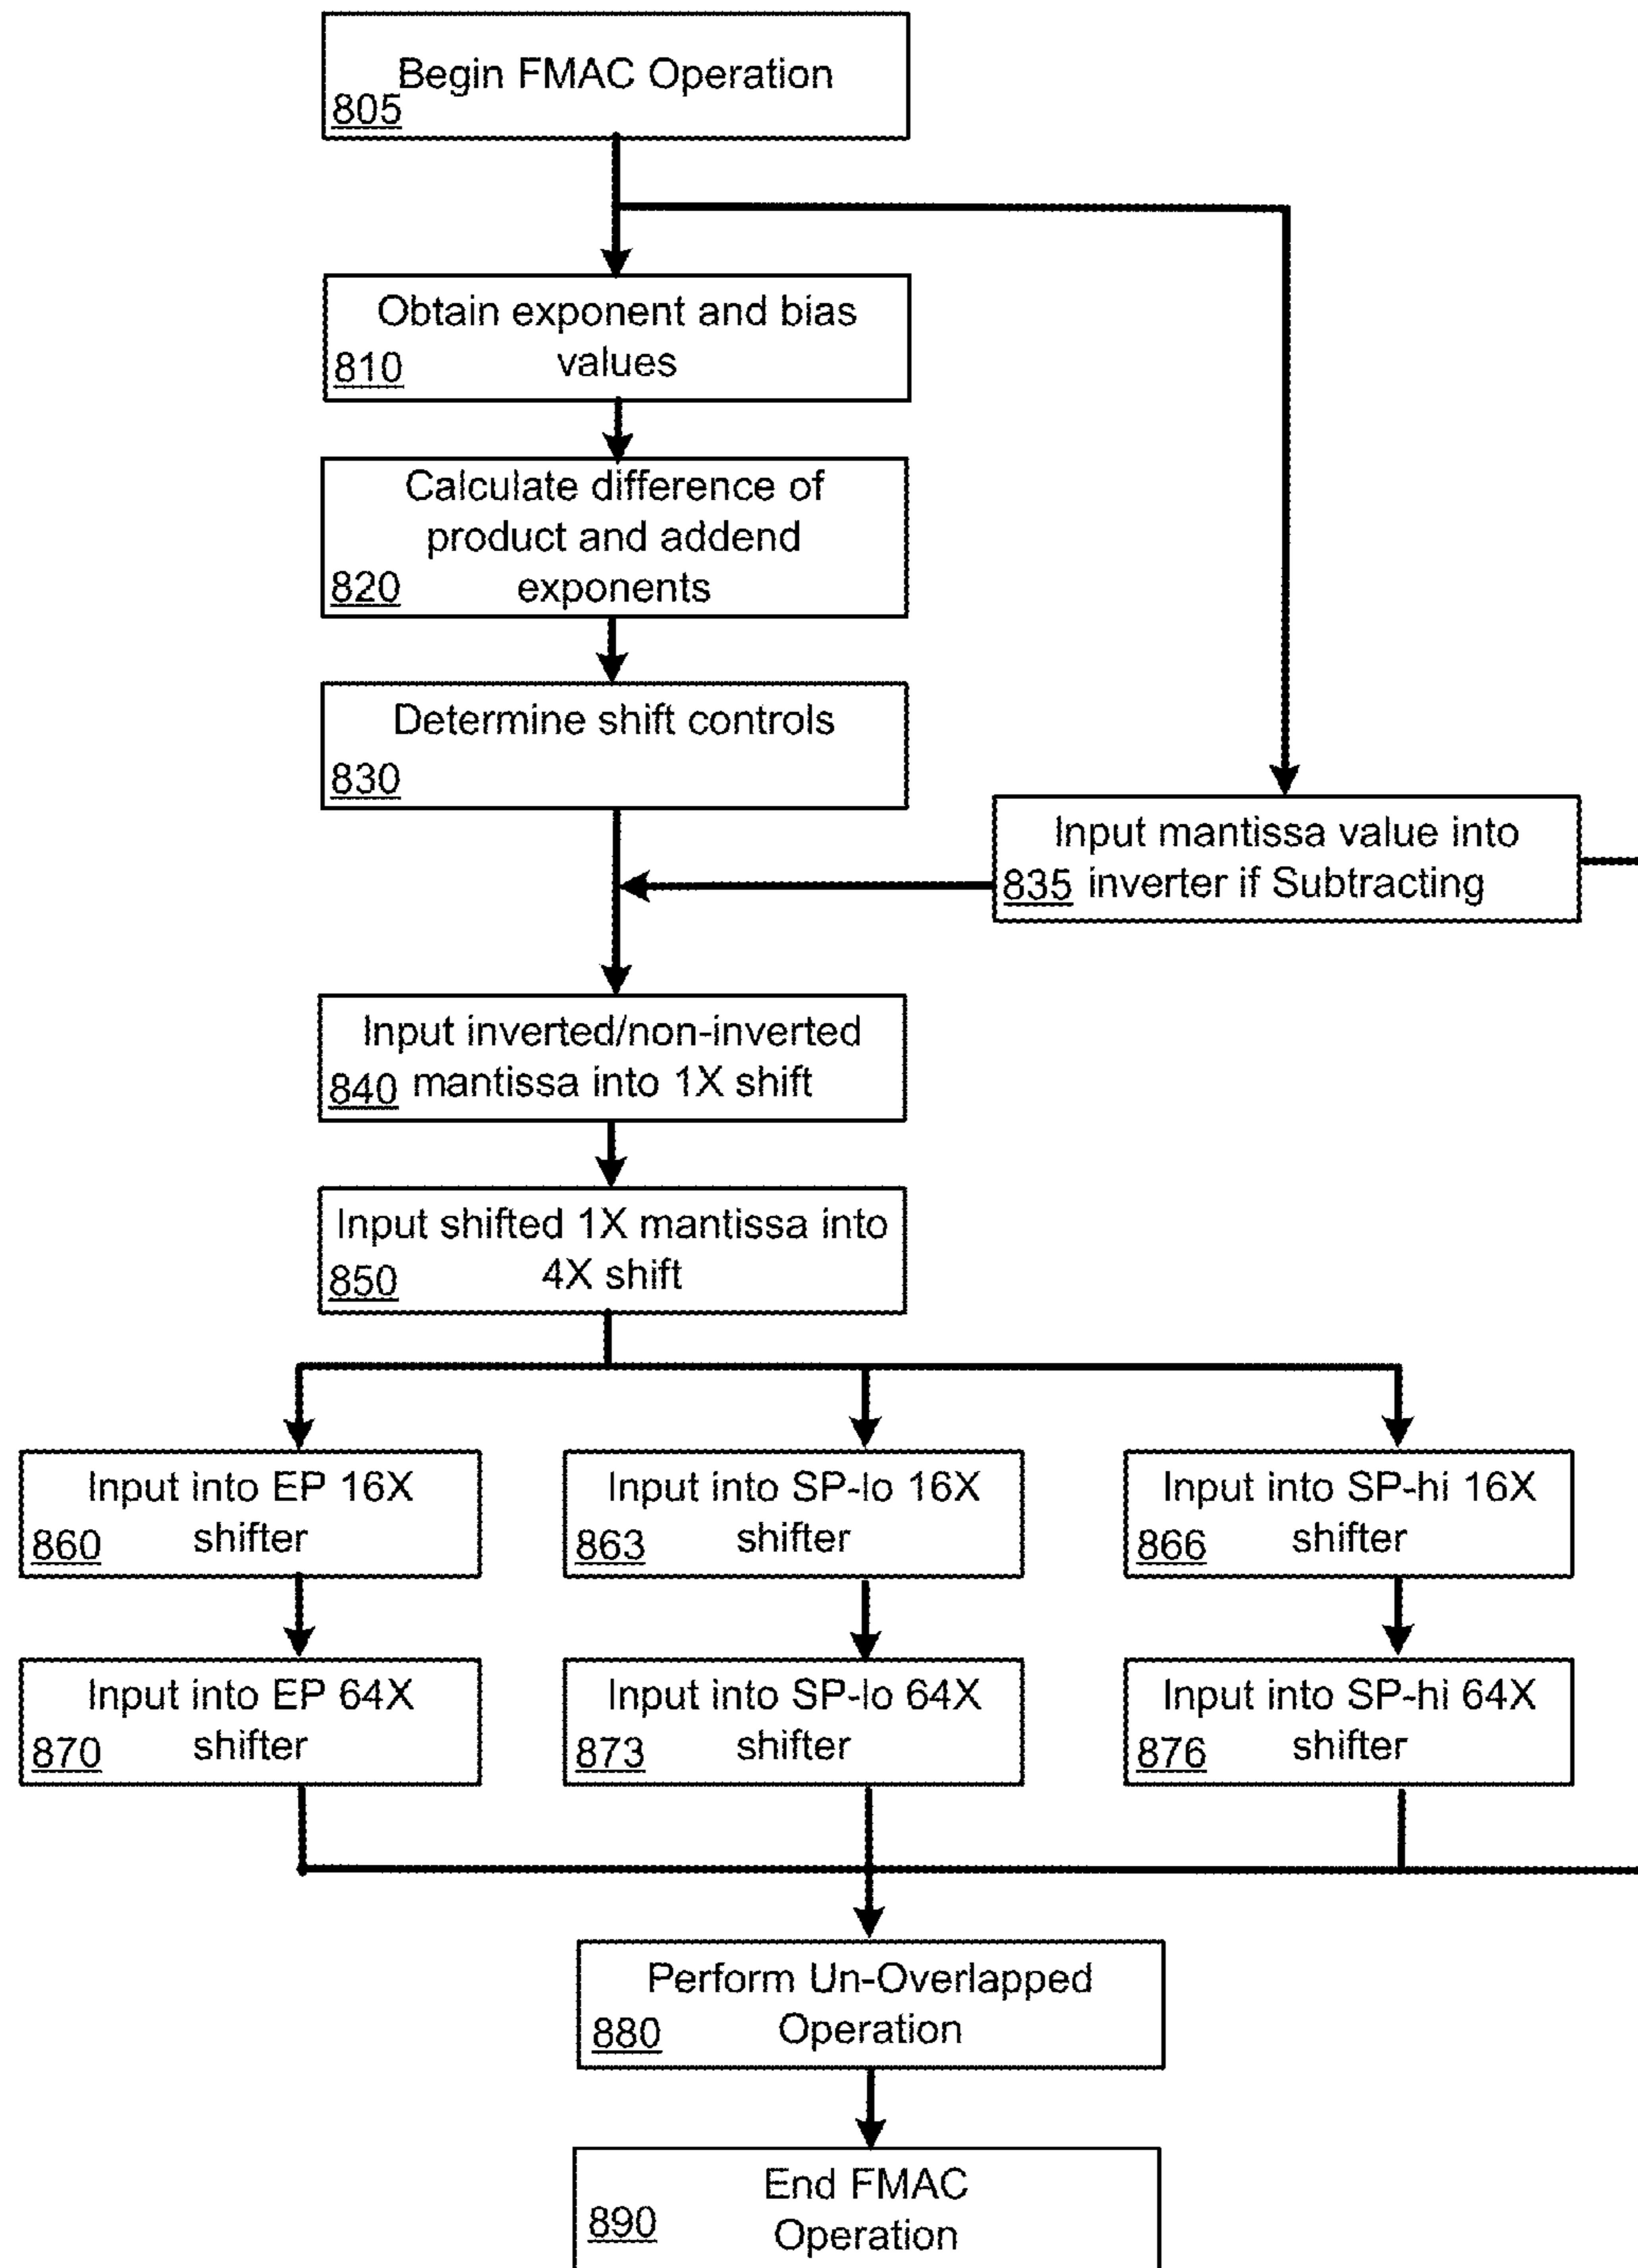 Begin FMAC Operation
805
Obtain exponent and bias
810 values
Calculate difference of
product and addend
820 exponents
Determine shift controls
830
Input mantissa value into
835 inverter if Subtracting
Input inverted/non-inverted
840 mantissa into 1X shift
Input shifted 1X mantissa into
4X shift
850
Input into EP 16X
860 shifter
Input into SP-lo 16X
863 shifter
Input into SP-hi 16X
866 shifter
Input into EP 64X
870 shifter
Input into SP-lo 64X
873 shifter
Input into SP-hi 64X
876 shifter
Perform Un-Overlapped
880 Operation
End FMAC
890 Operation